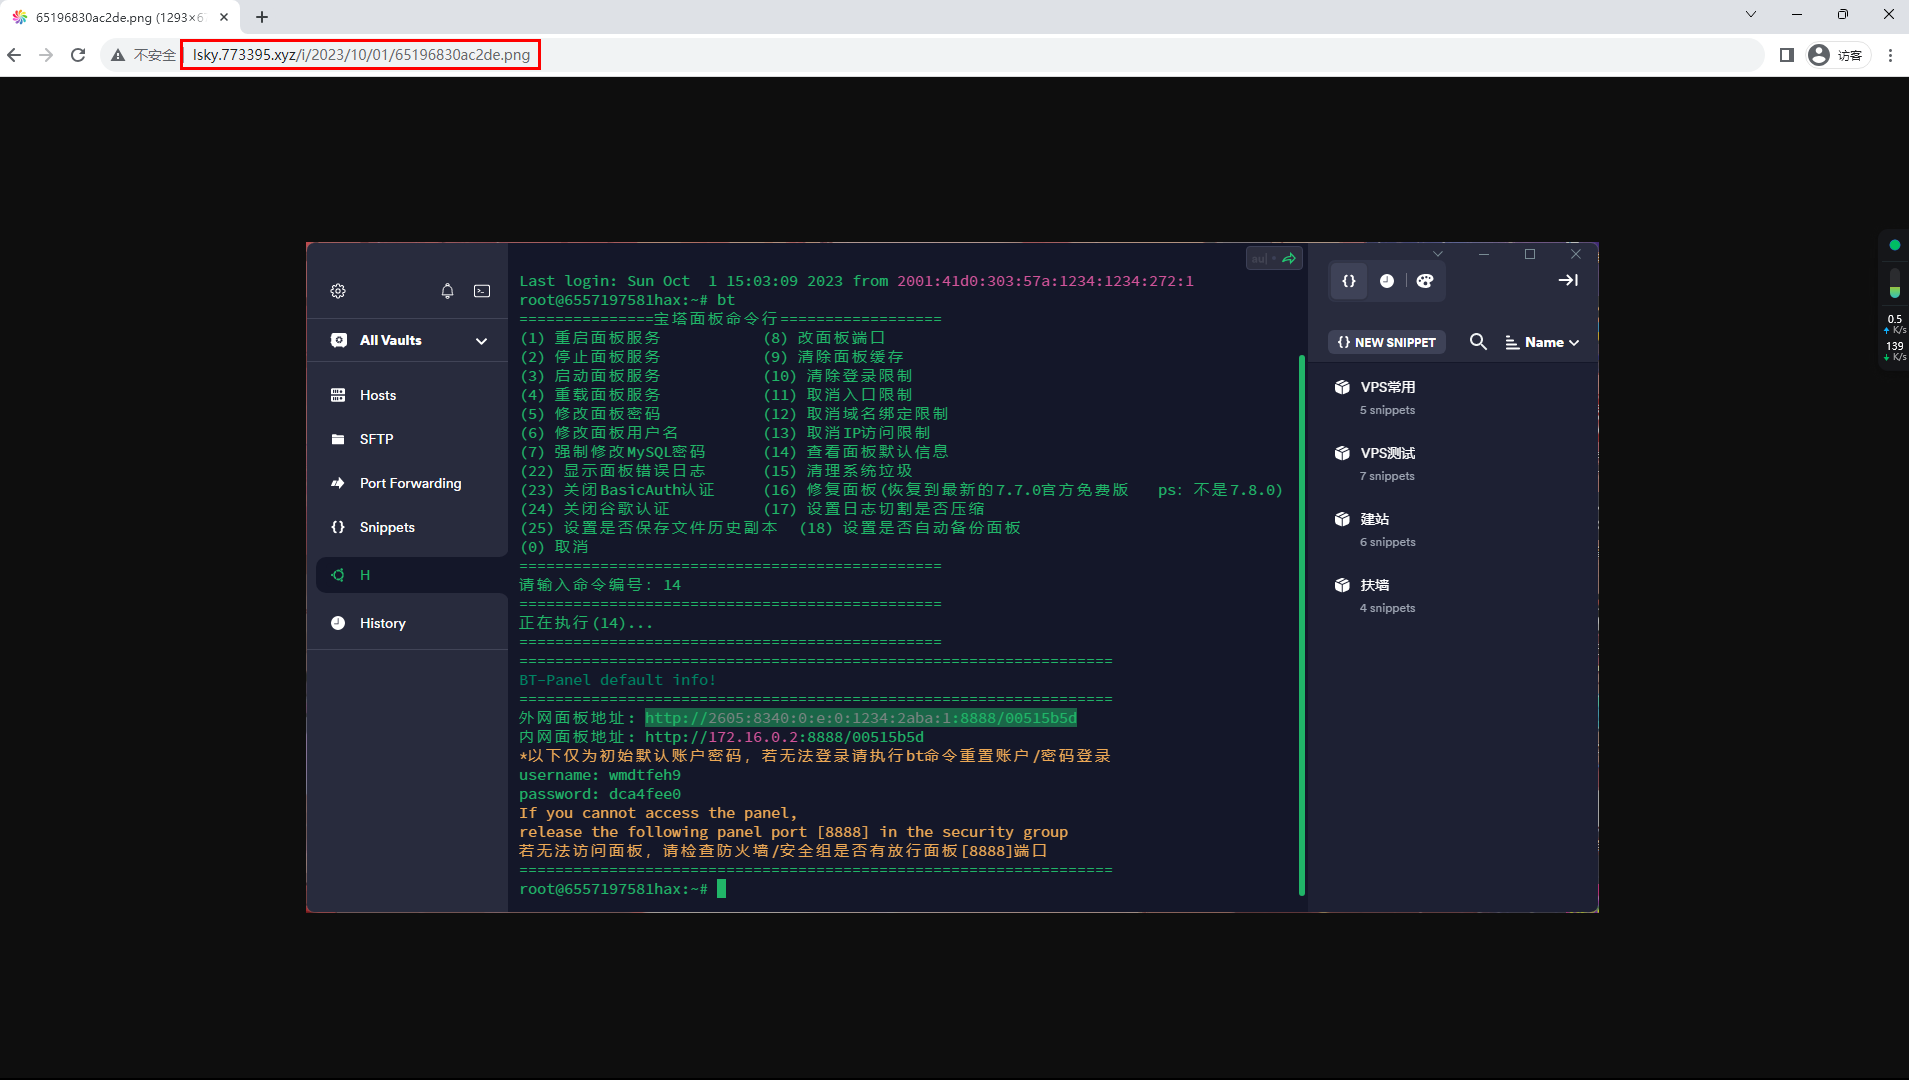 65196830ac2de.png (1293×67
不安全
lsky.773395.xyz/i/2023/10/01/65196830ac2de.png
访客
All Vaults
Hosts
SFTP
Port Forwarding
Snippets
H
History
Last login: Sun Oct  1 15:03:09 2023 from 2001:41d0:303:57a:1234:1234:272:1
root@6557197581hax:~# bt
===============宝塔面板命令行==================
(1) 重启面板服务 (8) 改面板端口
(2) 停止面板服务 (9) 清除面板缓存
(3) 启动面板服务 (10) 清除登录限制
(4) 重载面板服务 (11) 取消入口限制
(5) 修改面板密码 (12) 取消域名绑定限制
(6) 修改面板用户名 (13) 取消IP访问限制
(7) 强制修改MySQL密码 (14) 查看面板默认信息
(22) 显示面板错误日志 (15) 清理系统垃圾
(23) 关闭BasicAuth认证 (16) 修复面板(恢复到最新的7.7.0官方免费版 ps: 不是7.8.0)
(24) 关闭谷歌认证 (17) 设置日志切割是否压缩
(25) 设置是否保存文件历史副本 (18) 设置是否自动备份面板
(0) 取消
===============================================
请输入命令编号: 14
===============================================
正在执行(14)...
===============================================
==================================================================
BT-Panel default info!
==================================================================
外网面板地址: http://2605:8340:0:e:0:1234:2aba:1:8888/00515b5d
内网面板地址: http://172.16.0.2:8888/00515b5d
*以下仅为初始默认账户密码, 若无法登录请执行bt命令重置账户/密码登录
username: wmdtfeh9
password: dca4fee0
If you cannot access the panel,
release the following panel port [8888] in the security group
若无法访问面板, 请检查防火墙/安全组是否有放行面板[8888]端口
==================================================================
root@6557197581hax:~#
{}
{} NEW SNIPPET
Name
VPS常用
5 snippets
VPS测试
7 snippets
建站
6 snippets
扶墙
4 snippets
0.5
K/s
139
K/s